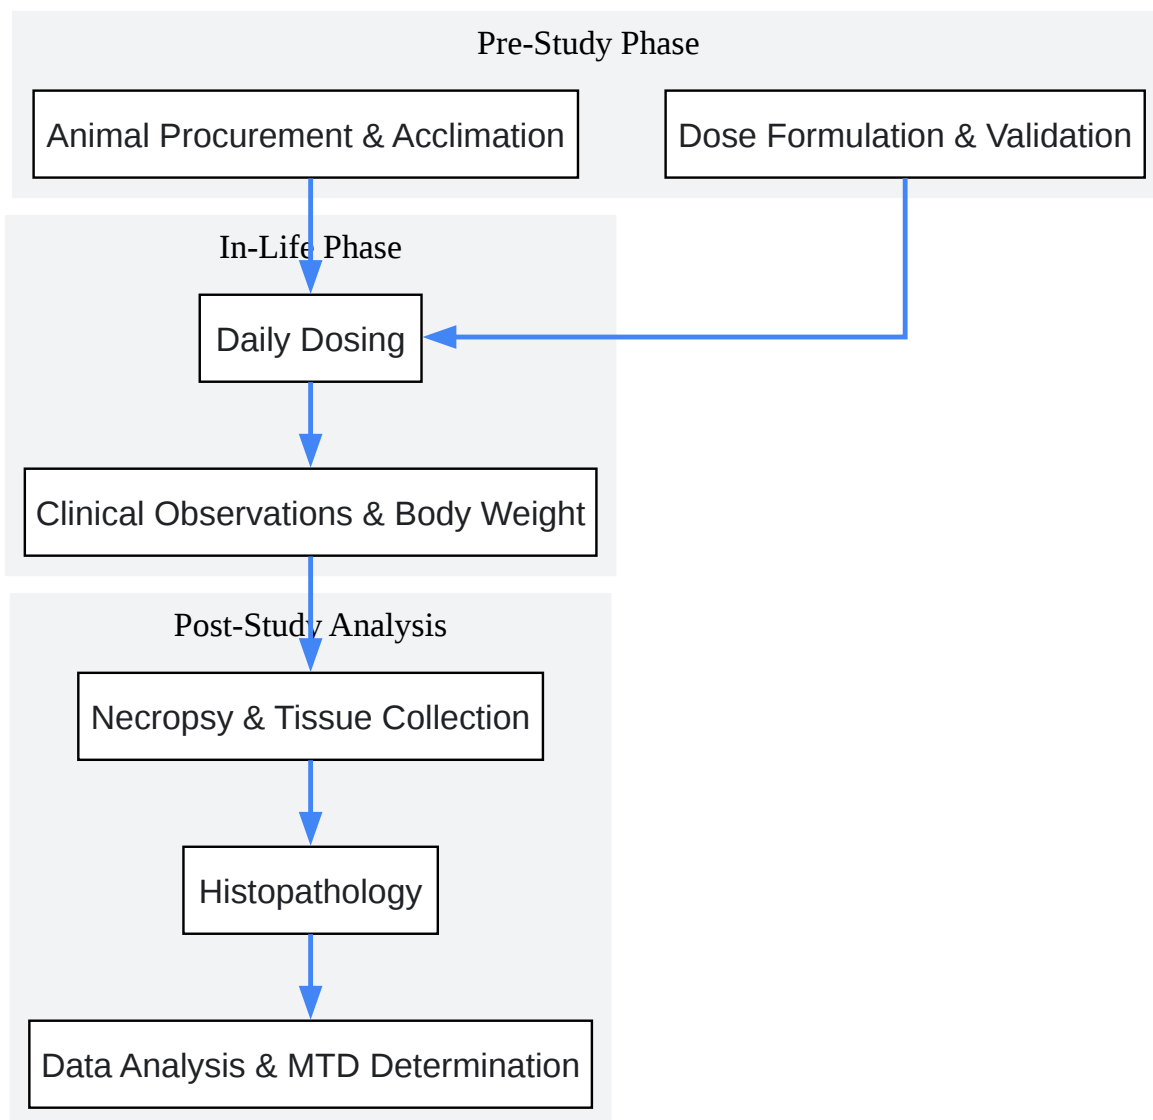 Pre-Study Phase
Animal Procurement & Acclimation
Dose Formulation & Validation
In-Life Phase
Daily Dosing
Clinical Observations & Body Weight
Post-Study Analysis
Necropsy & Tissue Collection
Histopathology
Data Analysis & MTD Determination